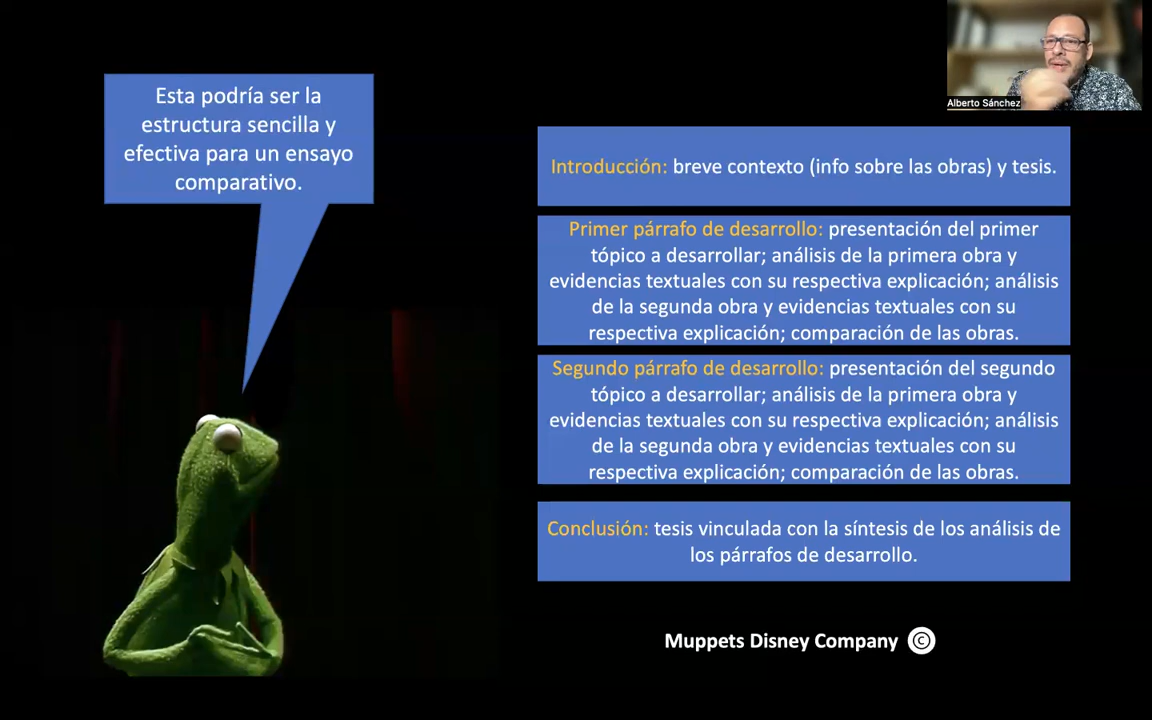 Alberto Sánchez
Esta podría ser la
estructura sencilla y
efectiva para un ensayo
comparativo.
Introducción: breve contexto (info sobre las obras) y tesis.
Primer párrafo de desarrollo: presentación del primer
tópico a desarrollar; análisis de la primera obra y
evidencias textuales con su respectiva explicación; análisis
de la segunda obra y evidencias textuales con su
respectiva explicación; comparación de las obras.
Segundo párrafo de desarrollo: presentación del segundo
tópico a desarrollar; análisis de la primera obra y
evidencias textuales con su respectiva explicación; análisis
de la segunda obra y evidencias textuales con su
respectiva explicación; comparación de las obras.
Conclusión: tesis vinculada con la síntesis de los análisis de
los párrafos de desarrollo.
Muppets Disney Company ©